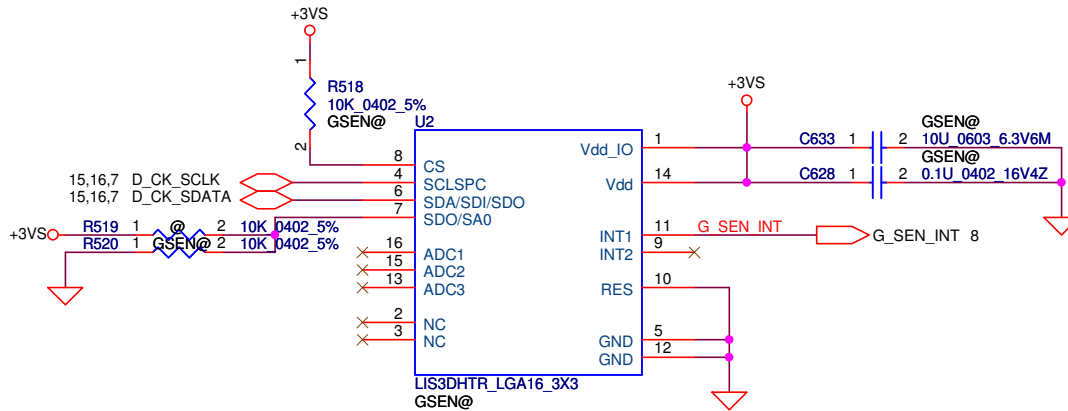 +3VS
1
R518
10K_0402_5%
GSEN@
2
U2
+3VS
GSEN@
C633 1 2 10U_0603_6.3V6M
GSEN@
C628 1 2 0.1U_0402_16V4Z
8 CS
15,16,7 D_CK_SCLK 4 SCLSPC
15,16,7 D_CK_SDATA 6 SDA/SDI/SDO
7 SDO/SA0
+3VS R519 1 @ 2 10K_0402_5%
R520 1 GSEN@ 2 10K_0402_5%
16 ADC1
15 ADC2
13 ADC3
2 NC
3 NC
Vdd_IO 1
Vdd 14
INT1 11 G_SEN_INT G_SEN_INT 8
INT2 9
RES 10
GND 5
GND 12
LIS3DHTR_LGA16_3X3
GSEN@